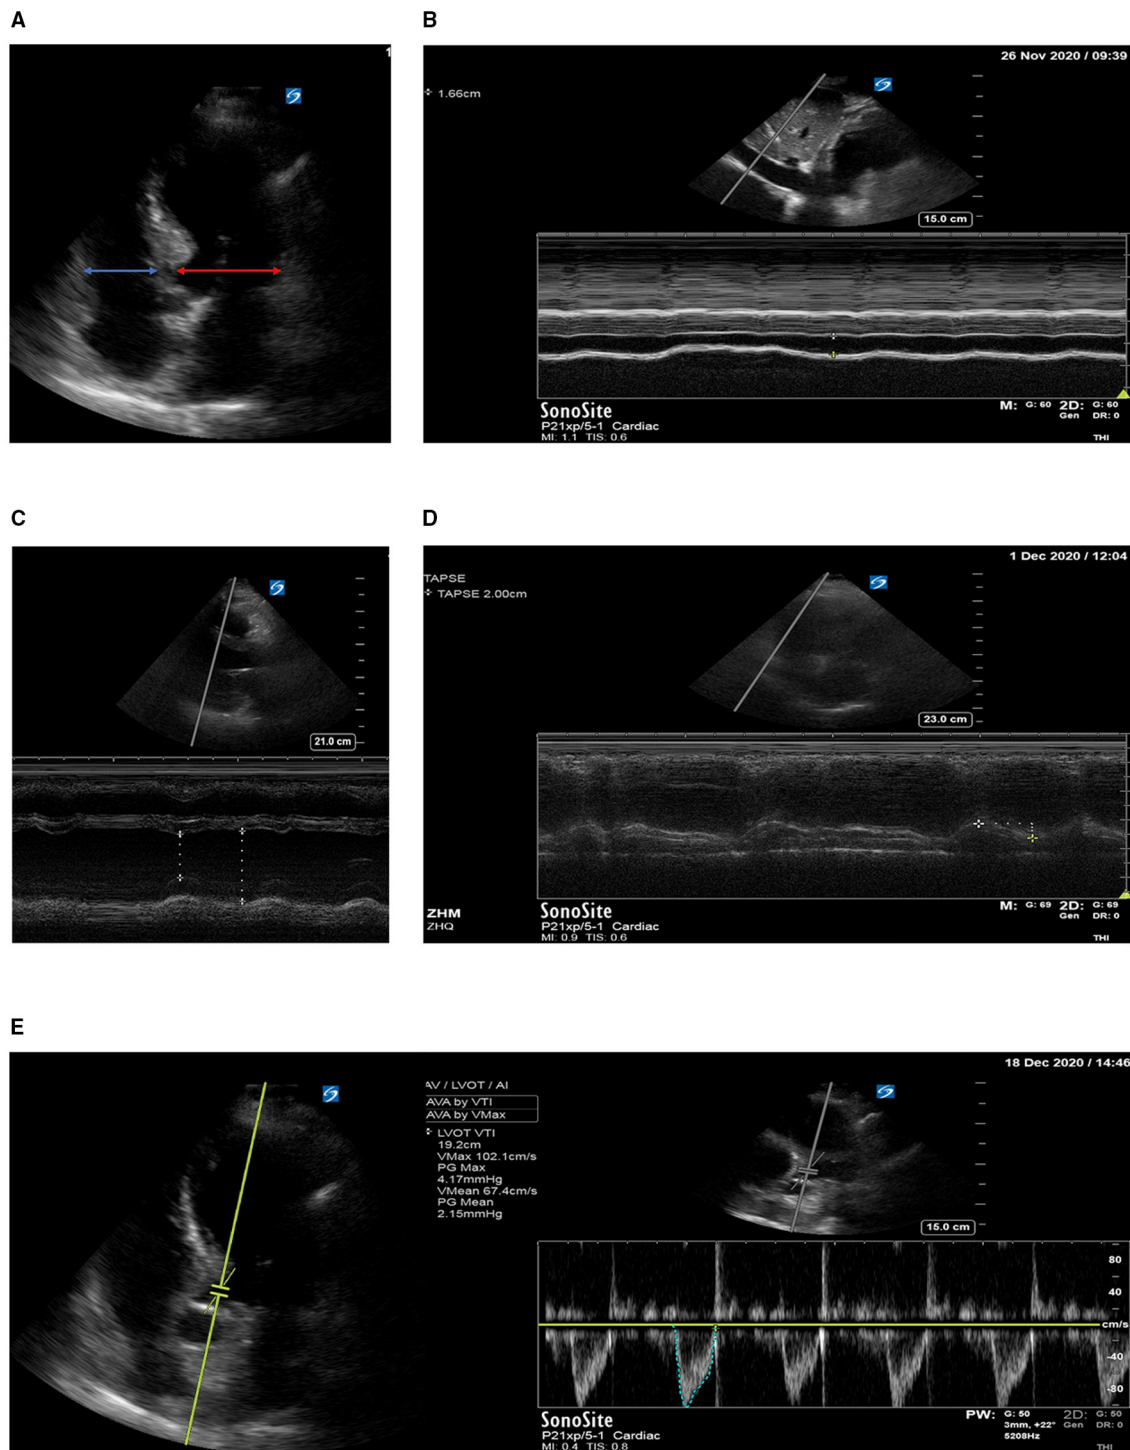 A
1
B
26 Nov 2020 / 09:39
1.66cm
15.0 cm
SonoSite
P21xp/5-1 Cardiac
MI: 1.1 TIS: 0.6
M: G: 60 2D: G: 60
Gen DR: 0
THI
C
21.0 cm
D
1 Dec 2020 / 12:04
TAPSE
TAPSE 2.00cm
23.0 cm
ZHM
ZHQ
SonoSite
P21xp/5-1 Cardiac
MI: 0.9 TIS: 0.6
M: G: 69 2D: G: 69
Gen DR: 0
THI
E
18 Dec 2020 / 14:46
AV / LVOT / AI
AVA by VTI
AVA by VMax
LVOT VTI
19.2cm
VMax 102.1cm/s
PG Max
4.17mmHg
VMean 67.4cm/s
PG Mean
2.15mmHg
15.0 cm
80
40
cm/s
-40
-80
SonoSite
P21xp/5-1 Cardiac
MI: 0.4 TIS: 0.8
PW: G: 50 2D: G: 50
3mm, +22° Gen DR: 0
5208Hz
THI